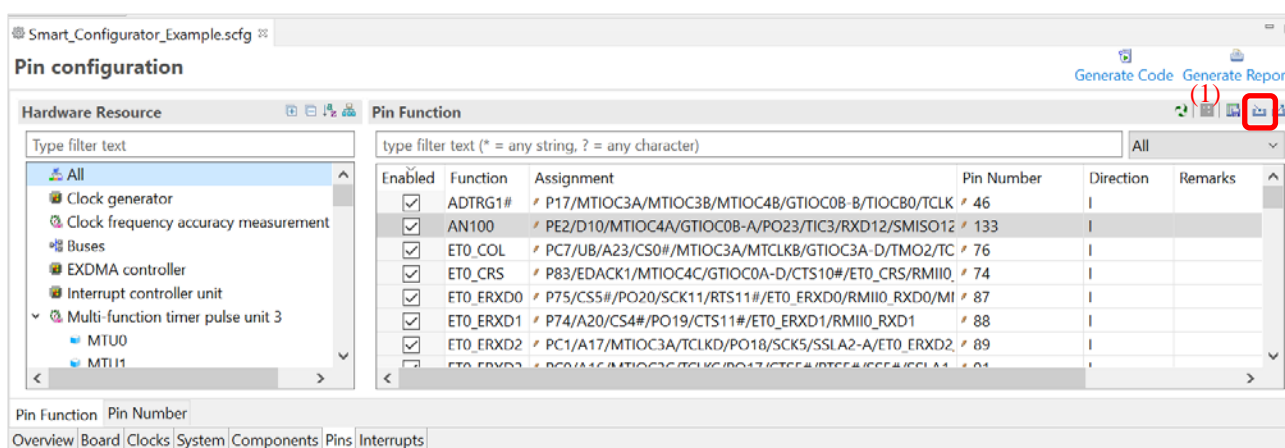 Smart_Configurator_Example.scfg
Pin configuration
Generate Code Generate Repor
(1)
Hardware Resource
Pin Function
Type filter text
type filter text (* = any string, ? = any character) All
All
Clock generator
Clock frequency accuracy measurement
Buses
EXDMA controller
Interrupt controller unit
Multi-function timer pulse unit 3
MTU0
MTU1
Enabled Function Assignment Pin Number Direction Remarks
ADTRG1# P17/MTIOC3A/MTIOC3B/MTIOC4B/GTIOC0B-B/TIOCB0/TCLK 46 I
AN100 PE2/D10/MTIOC4A/GTIOC0B-A/PO23/TIC3/RXD12/SMISO12 133 I
ET0_COL PC7/UB/A23/CS0#/MTIOC3A/MTCLKB/GTIOC3A-D/TMO2/TC 76 I
ET0_CRS P83/EDACK1/MTIOC4C/GTIOC0A-D/CTS10#/ET0_CRS/RMII0_ 74 I
ET0_ERXD0 P75/CS5#/PO20/SCK11/RTS11#/ET0_ERXD0/RMII0_RXD0/MI 87 I
ET0_ERXD1 P74/A20/CS4#/PO19/CTS11#/ET0_ERXD1/RMII0_RXD1 88 I
ET0_ERXD2 PC1/A17/MTIOC3A/TCLKD/PO18/SCK5/SSLA2-A/ET0_ERXD2 89 I
Pin Function Pin Number
Overview Board Clocks System Components Pins Interrupts